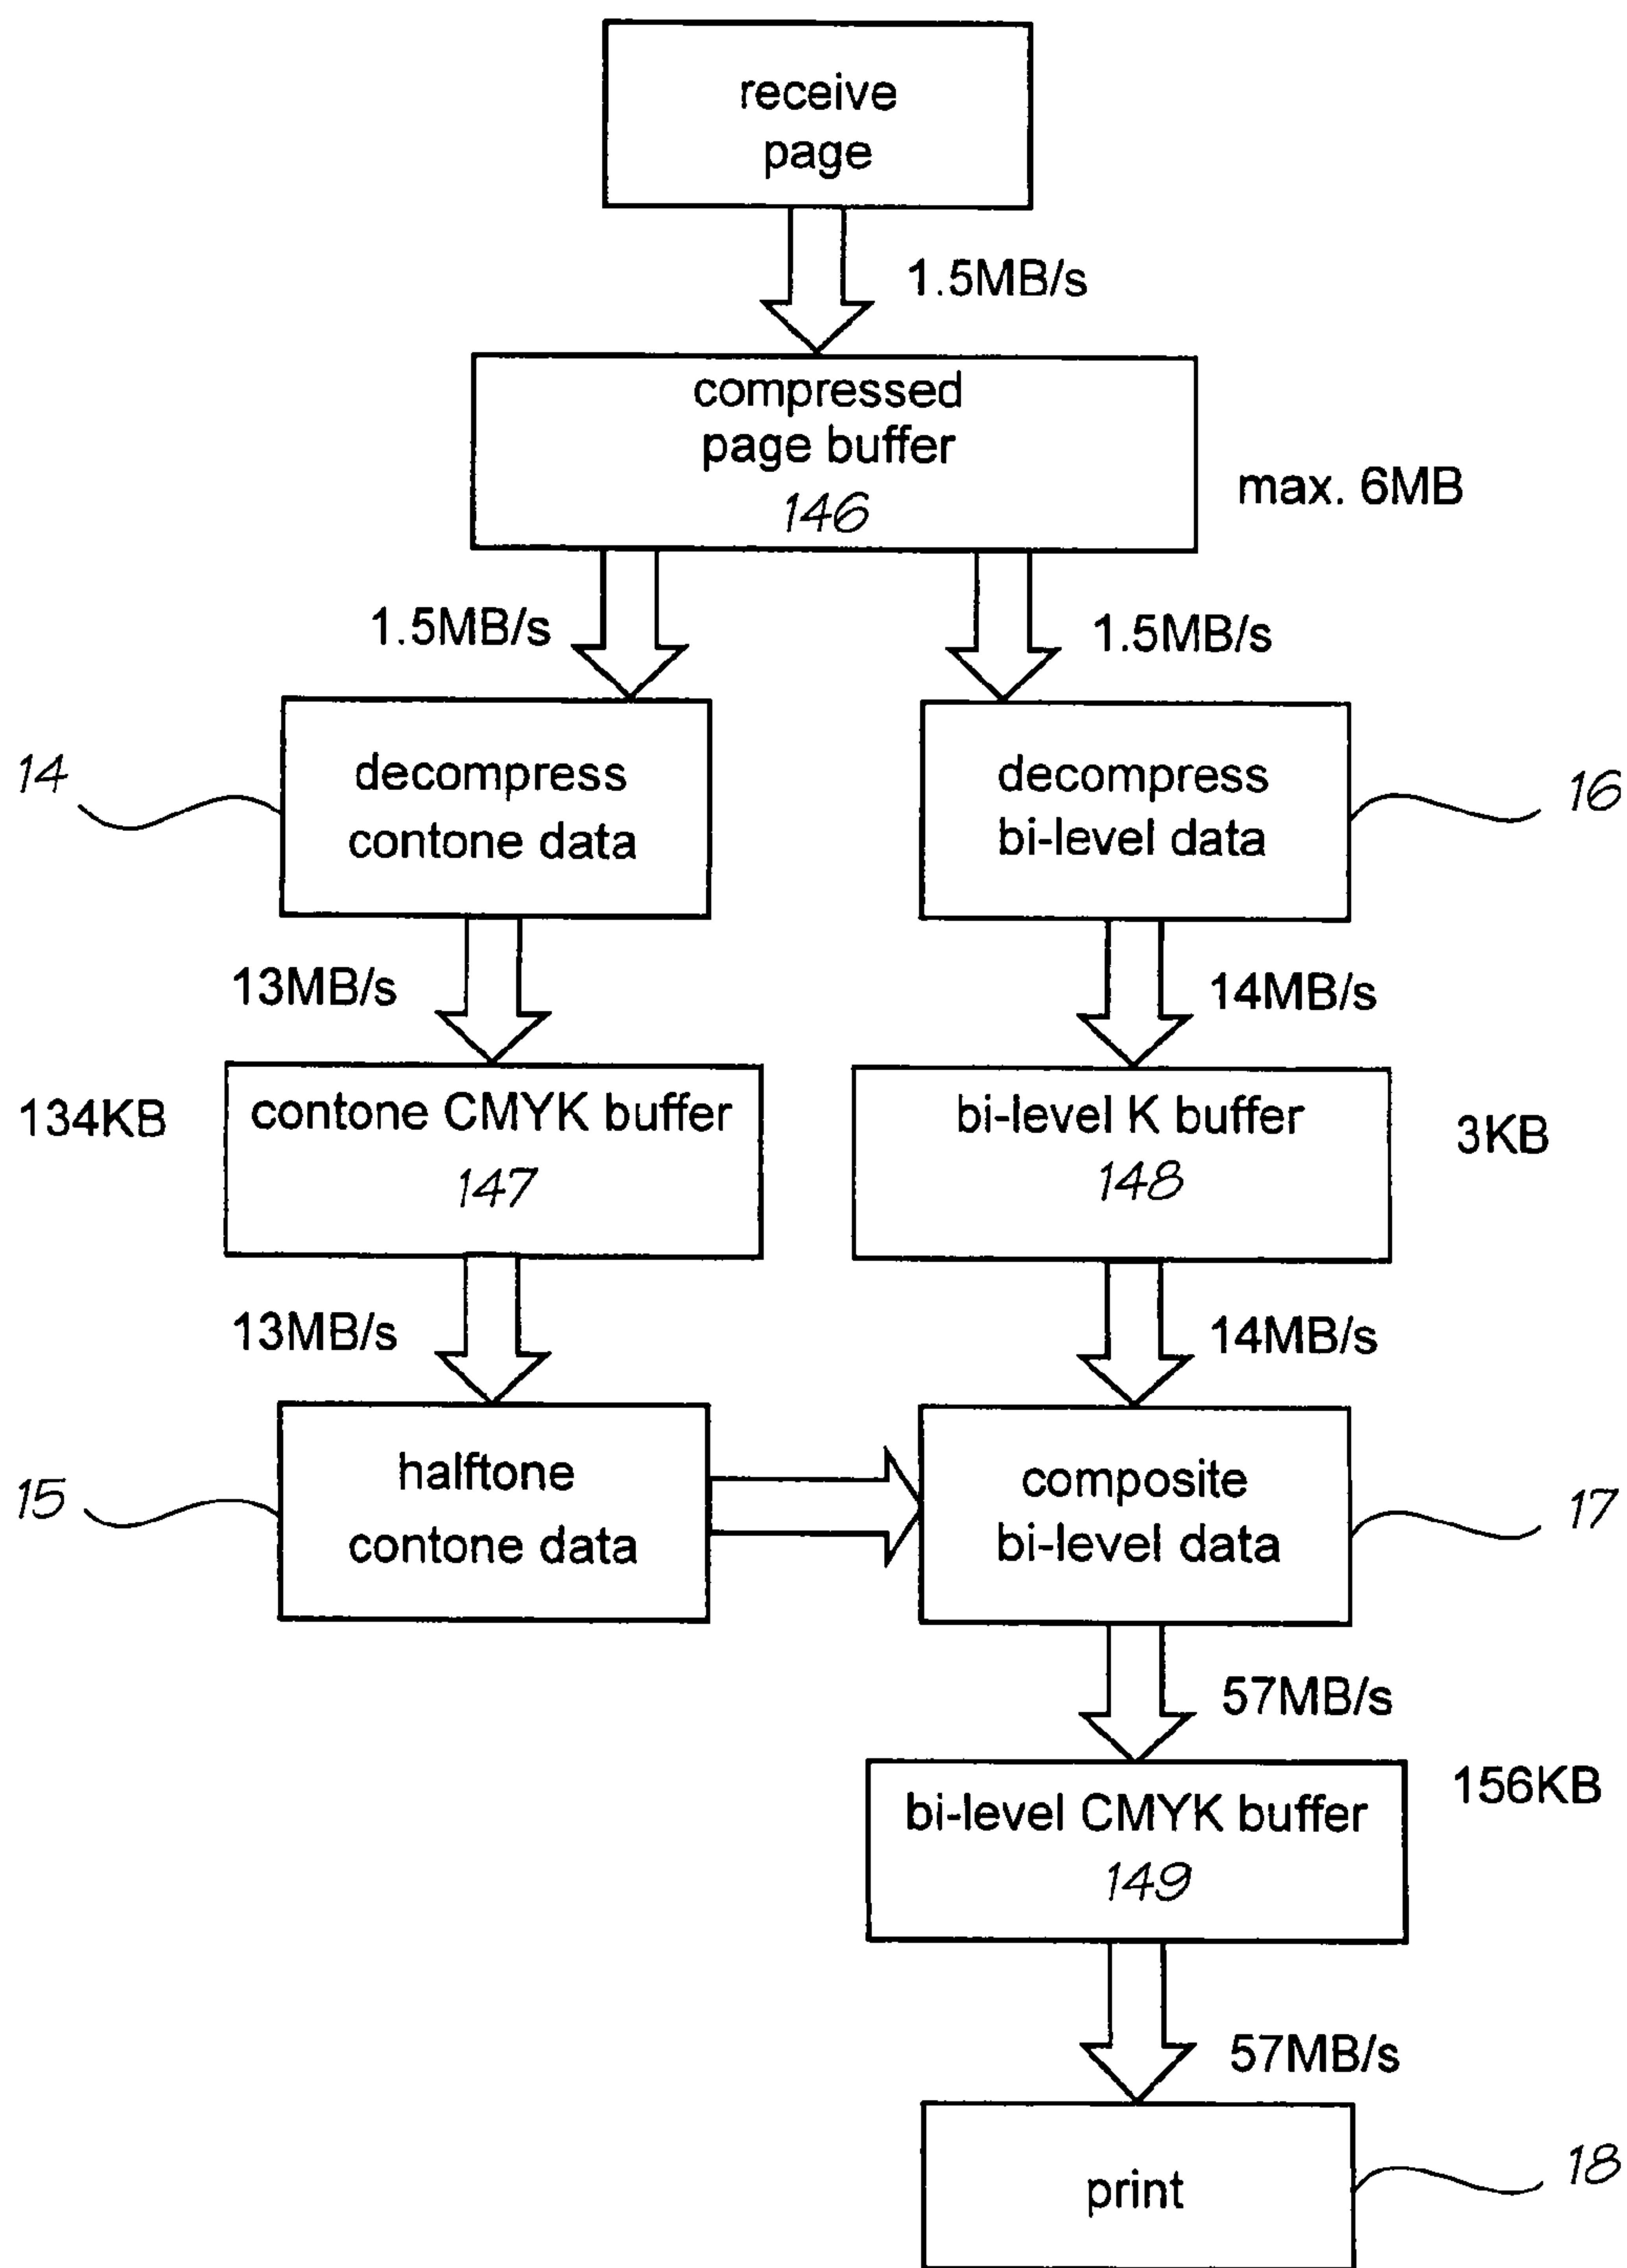 receive
page
1.5MB/s
compressed
page buffer
146
max. 6MB
1.5MB/s
1.5MB/s
14
decompress
contone data
decompress
bi-level data
16
13MB/s
14MB/s
134KB
contone CMYK buffer
147
bi-level K buffer
148
3KB
13MB/s
14MB/s
15
halftone
contone data
composite
bi-level data
17
57MB/s
bi-level CMYK buffer
149
156KB
57MB/s
print
18